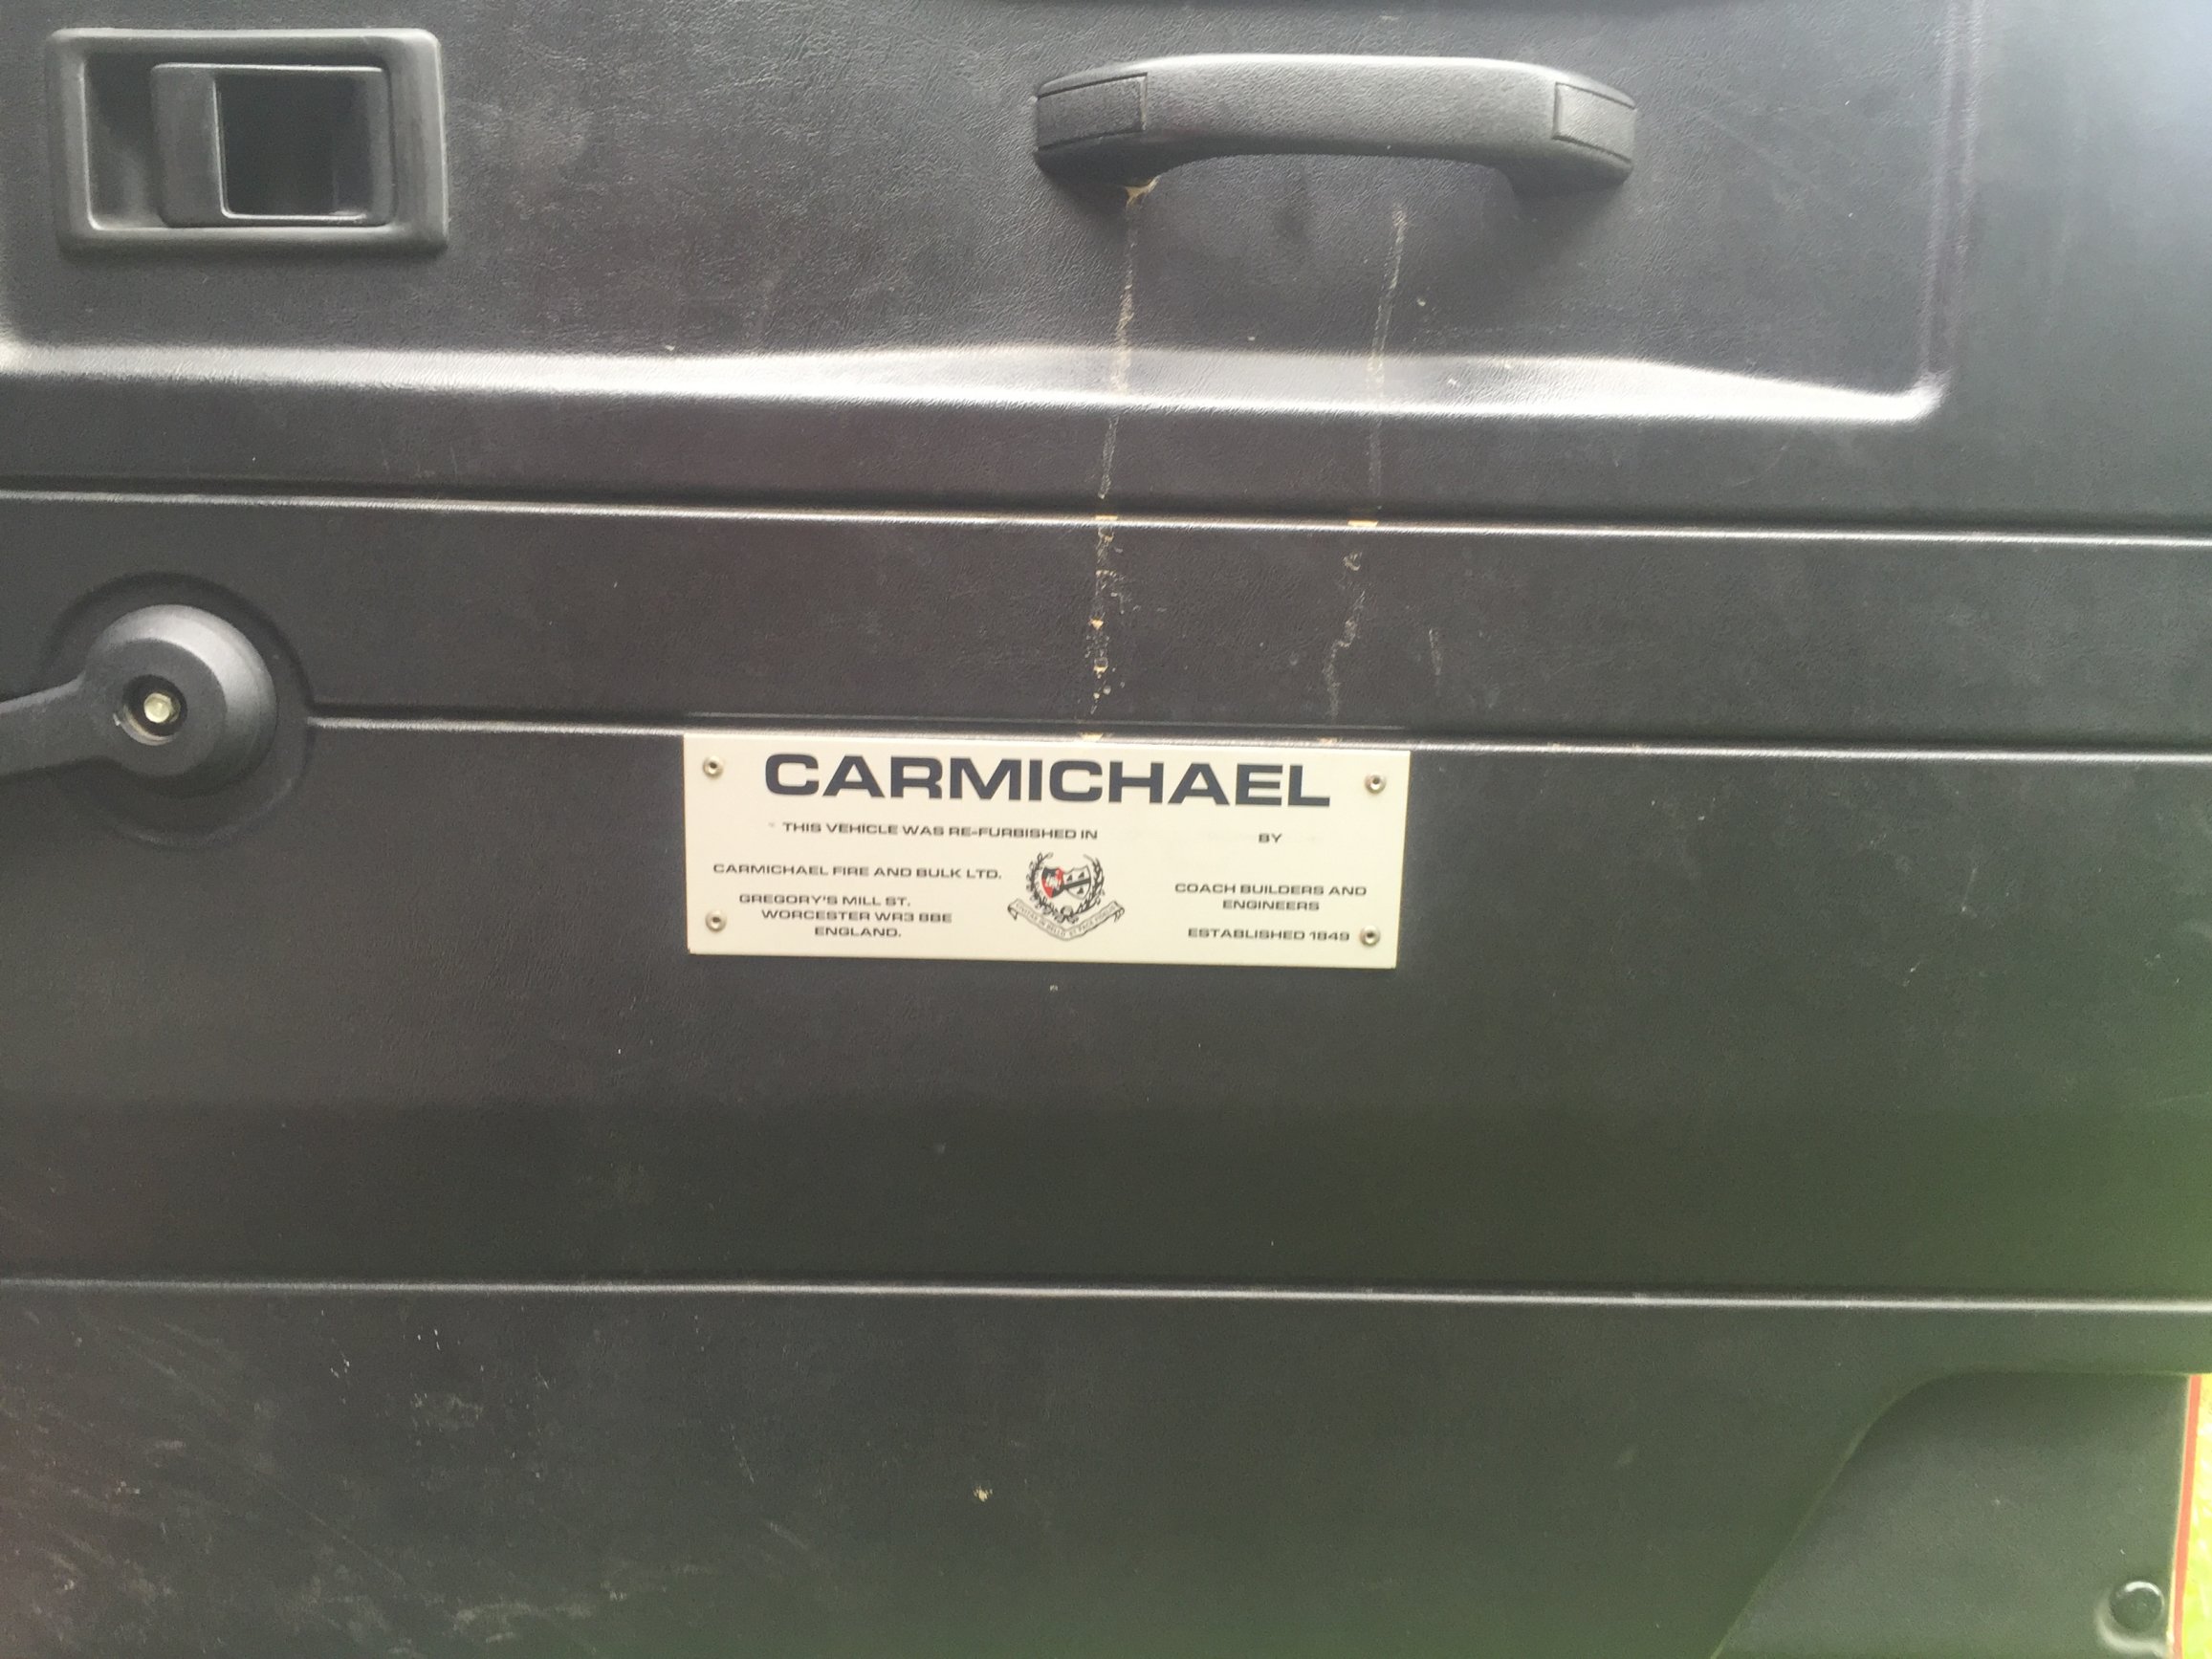 CARMICHAEL
THIS VEHICLE WAS RE-FURBISHED IN BY
CARMICHAEL FIRE AND BULK LTD.
GREGORY'S MILL ST.
WORCESTER WR3 8BE
ENGLAND.
COACH BUILDERS AND
ENGINEERS
ESTABLISHED 1849